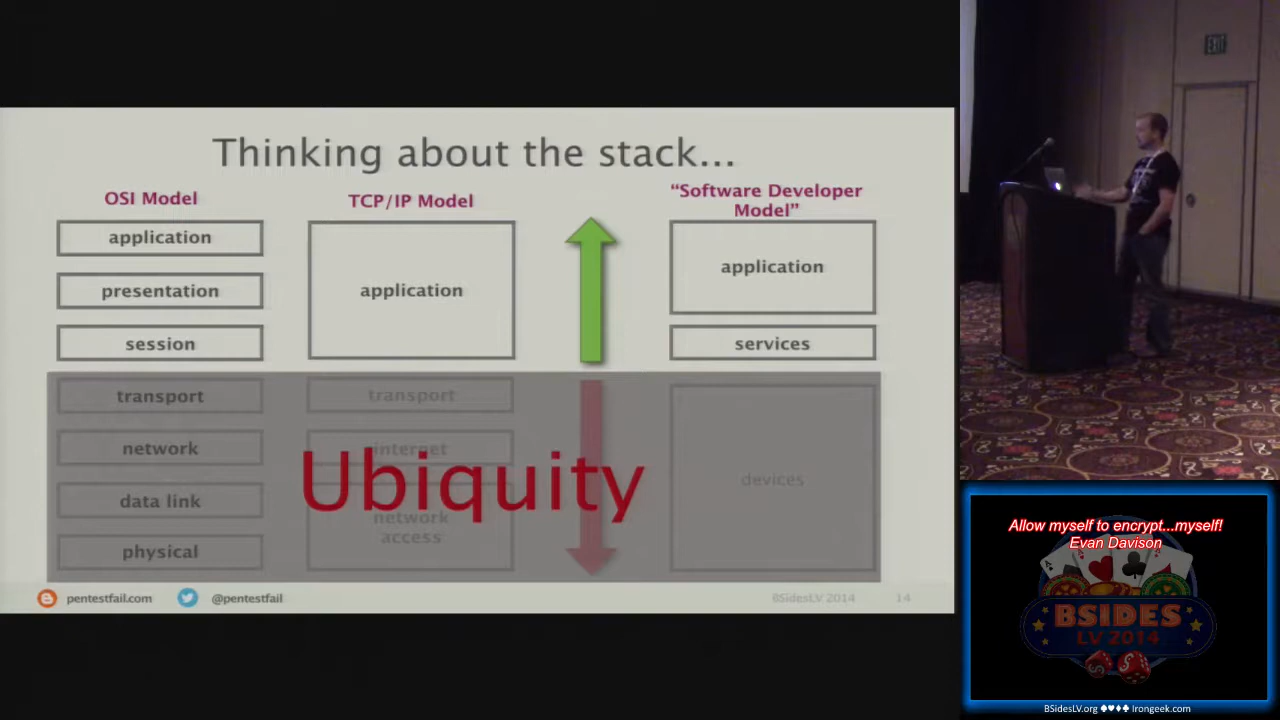 Thinking about the stack...
OSI Model
application
presentation
session
transport
network
data link
physical
TCP/IP Model
application
transport
internet
network
access
"Software Developer
Model"
application
services
devices
Ubiquity
pentestfail.com
@pentestfail
BSidesLV 2014
14
EXIT
Allow myself to encrypt...myself!
Evan Davison
BSIDES
LV 2014
BSidesLV.org ♠♥♦♣ Irongeek.com